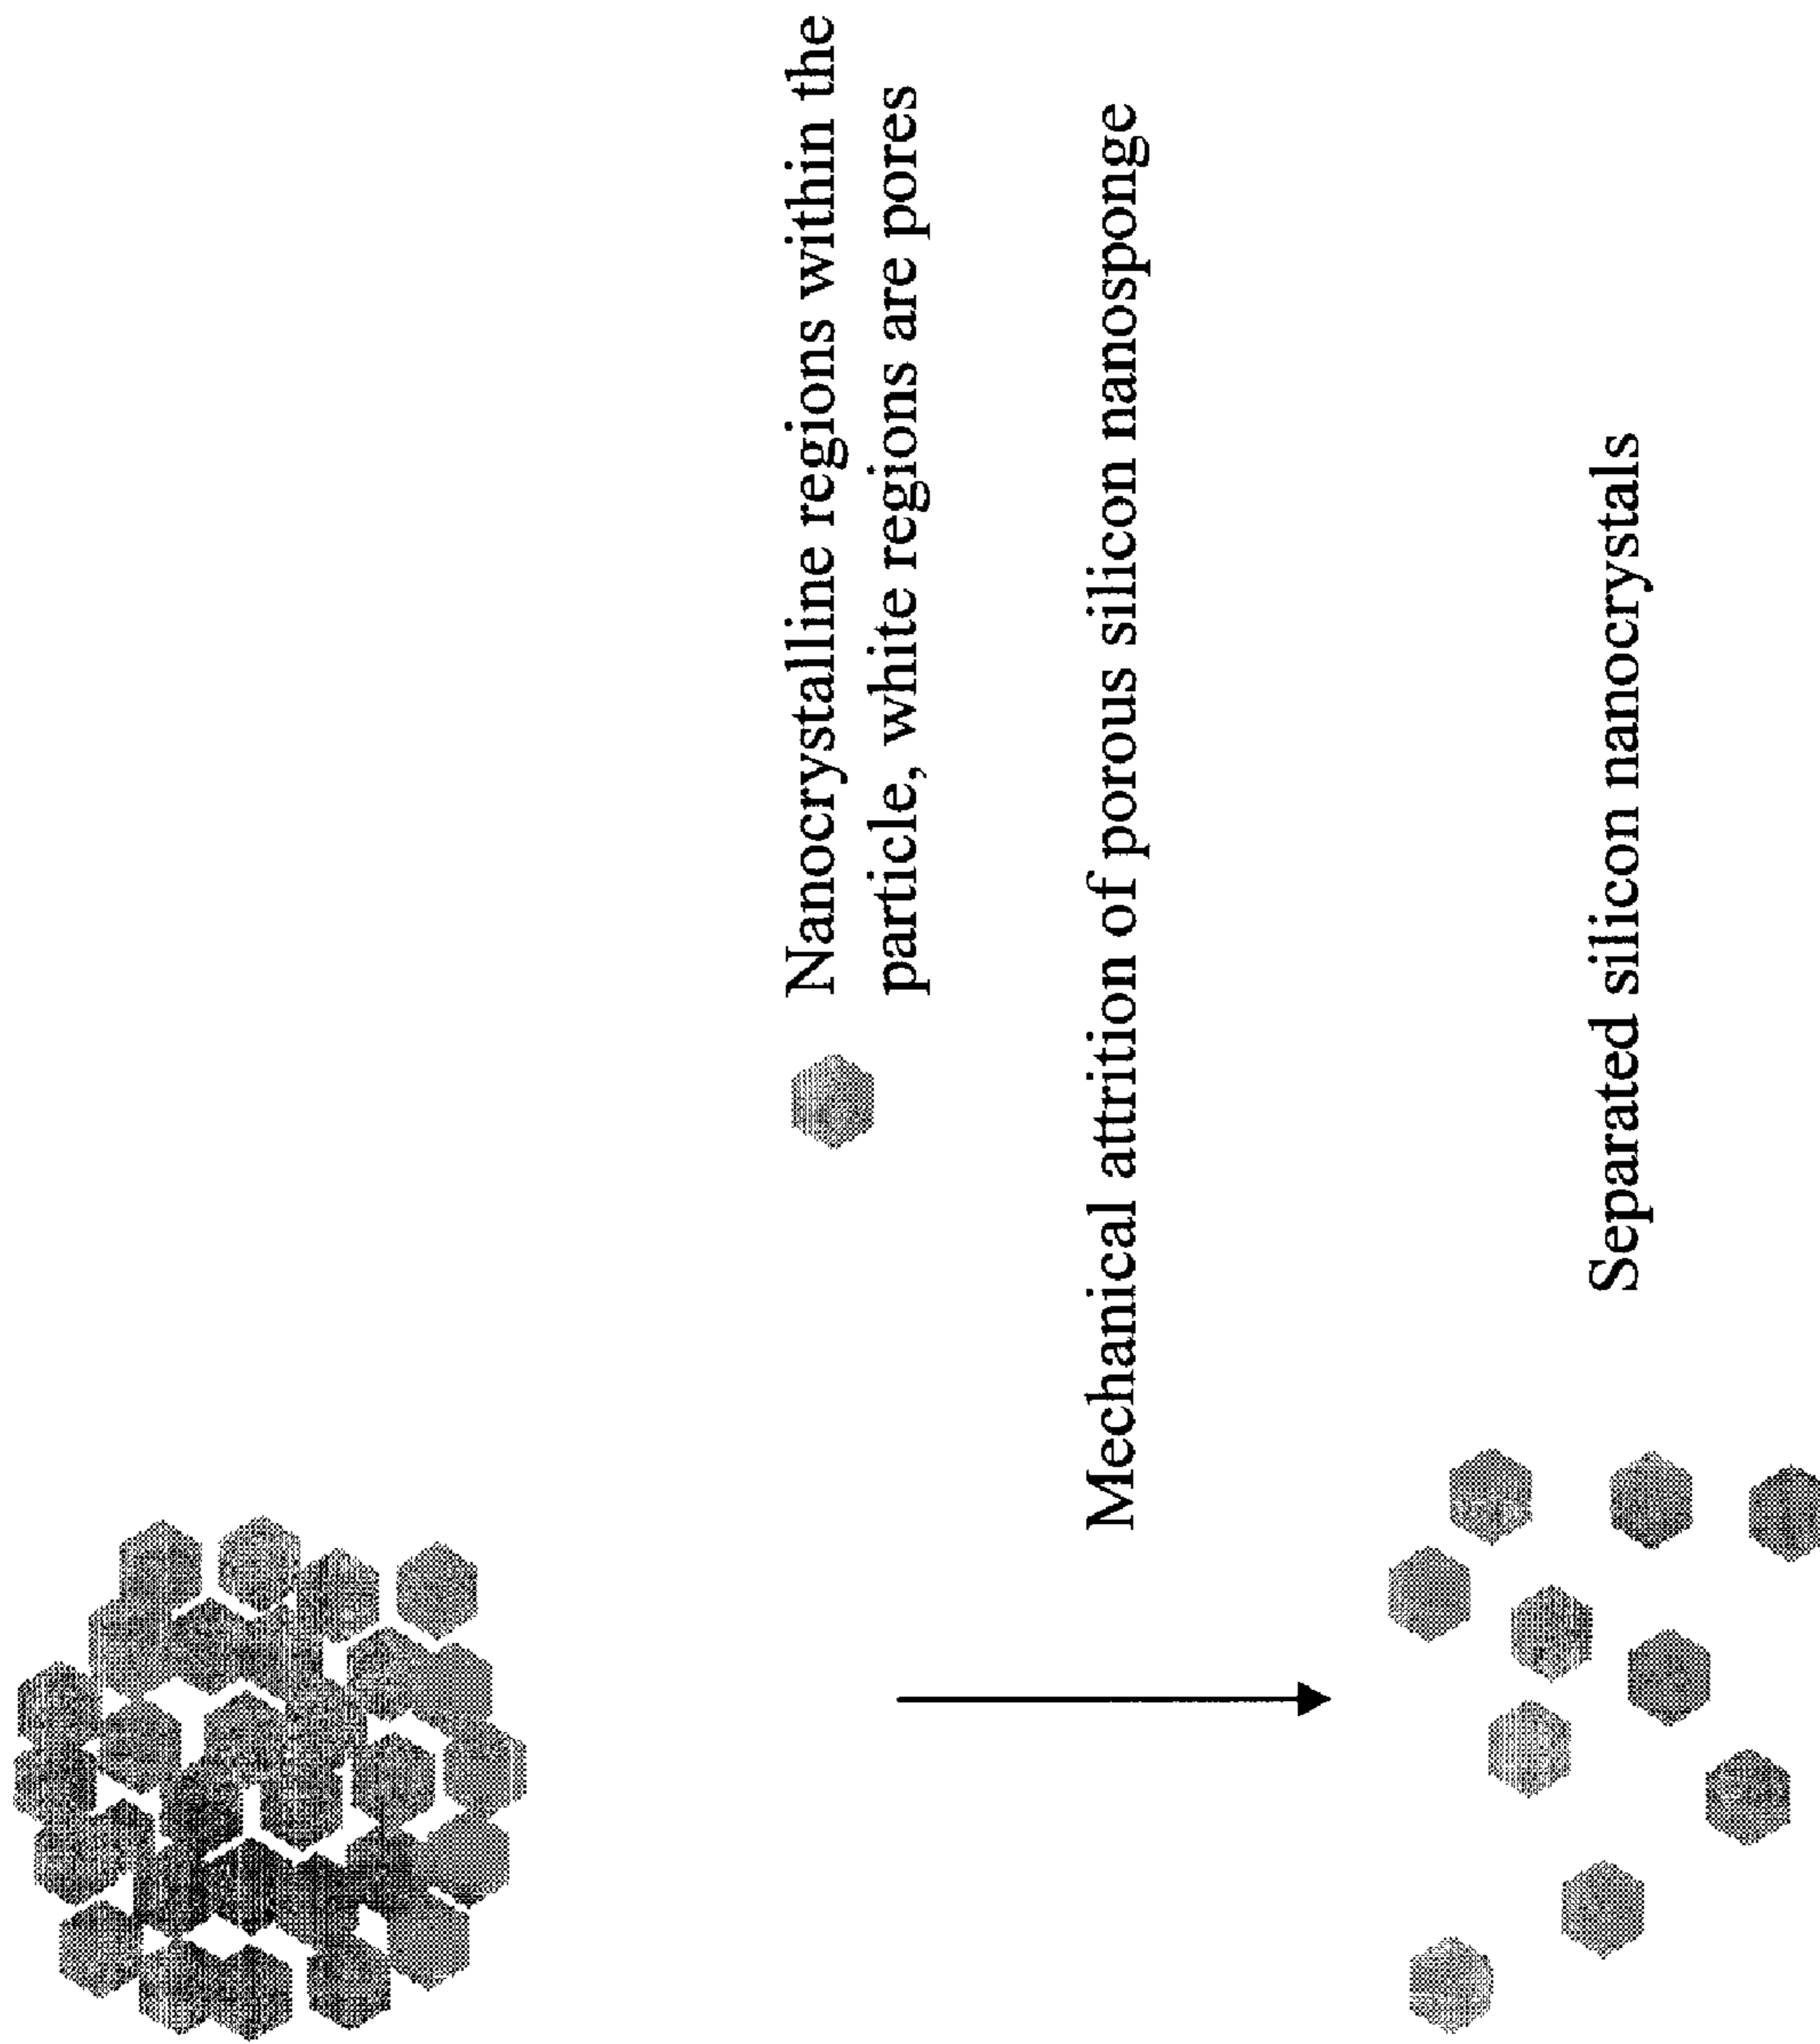 Nanocrystalline regions within the
particle, white regions are pores
Mechanical attrition of porous silicon nanosponge
Separated silicon nanocrystals